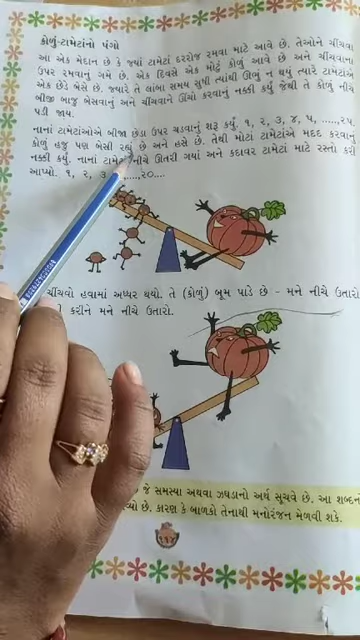 કોળું-ટામેટાંનો પંગો
આ એક મેદાન છે કે જ્યાં ટામેટાં દરરોજ રમવા માટે આવે છે. તેઓને ચીંચવા
ઉપર રમવાનું ગમે છે. એક દિવસે એક મોટું કોળું આવે છે અને ચીંચવાના
એક છેડે બેસે છે. જ્યારે તે લાંબા સમય સુધી ત્યાંથી ઊભું ન થયું ત્યારે ટામેટાંએ
બીજી બાજુ બેસવાનું અને ચીંચવાને ઊંચો કરવાનું નક્કી કર્યું જેથી તે કોળું નીચે
પડી જાય.
નાનાં ટામેટાંઓએ બીજા છેડા ઉપર ચડવાનું શરૂ કર્યું. ૧, ૨, ૩, ૪, ૫, ......, ૨૫.
કોળું હજુ પણ બેસી રહ્યું છે અને હસે છે. તેથી મોટાં ટામેટાંએ મદદ કરવાનું
નક્કી કર્યું. નાનાં ટામેટાં નીચે ઊતરી ગયાં અને કદાવર ટામેટાં માટે રસ્તો કરી
આપ્યો. ૧, ૨, ૩ ......૨૦...
ચીંચવો હવામાં અધ્ધર થયો. તે (કોળું) બૂમ પાડે છે - મને નીચે ઉતારો
કરીને મને નીચે ઉતારો.
જે સમસ્યા અથવા ઝઘડાનો અર્થ સૂચવે છે. આ શબ્દનો
છે. કારણ કે બાળકો તેનાથી મનોરંજન મેળવી શકે.